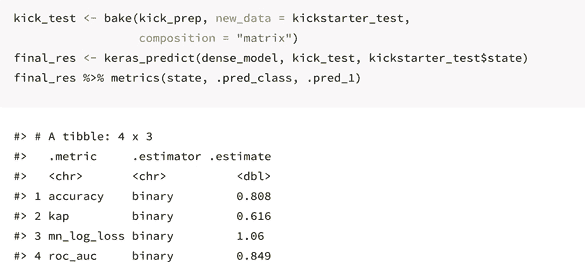 kick_test <- bake(kick_prep, new_data = kickstarter_test,
                  composition = "matrix")
final_res <- keras_predict(dense_model, kick_test, kickstarter_test$state)
final_res %>% metrics(state, .pred_class, .pred_1)
#> # A tibble: 4 x 3
#>   .metric     .estimator .estimate
#>   <chr>       <chr>          <dbl>
#> 1 accuracy    binary         0.808
#> 2 kap         binary         0.616
#> 3 mn_log_loss binary         1.06
#> 4 roc_auc     binary         0.849